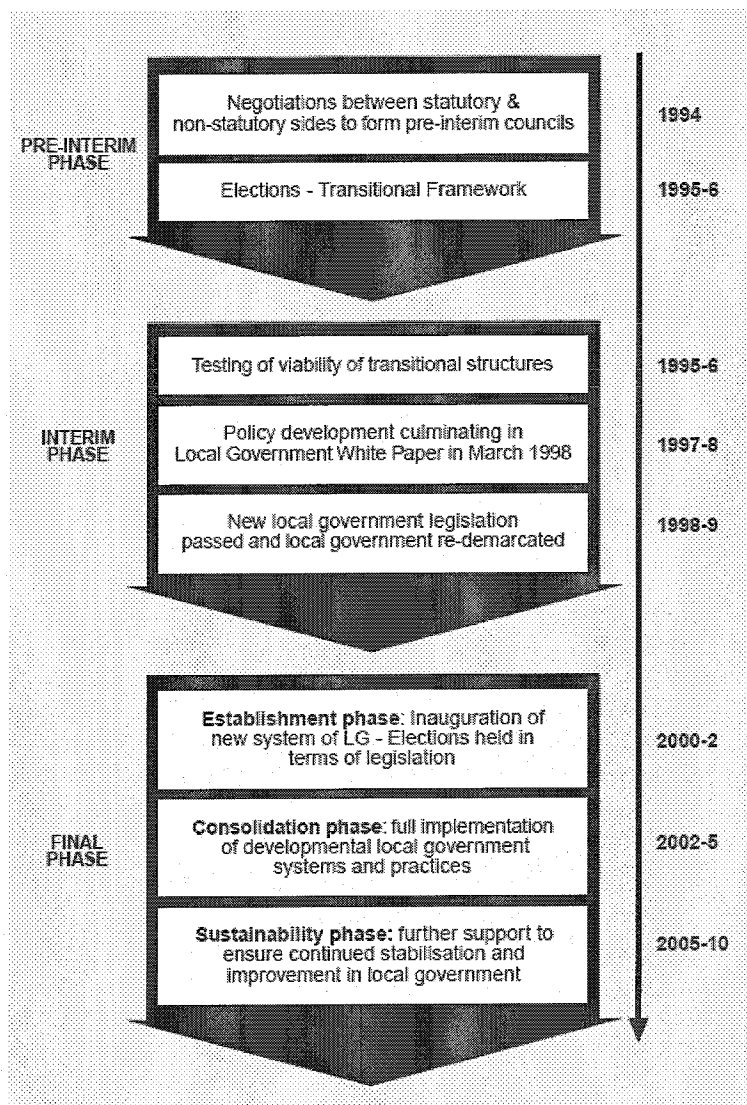 Negotiations between statutory &
non-statutory sides to form pre-interim councils
1994
PRE-INTERIM
PHASE
Elections - Transitional Framework
1995-6
Testing of viability of transitional structures
1995-6
INTERIM
PHASE
Policy development culminating in
Local Government White Paper in March 1998
1997-8
New local government legislation
passed and local government re-demarcated
1998-9
Establishment phase: Inauguration of
new system of LG - Elections held in
terms of legislation
2000-2
FINAL
PHASE
Consolidation phase: full implementation
of developmental local government
systems and practices
2002-5
Sustainability phase: further support to
ensure continued stabilisation and
improvement in local government
2005-10